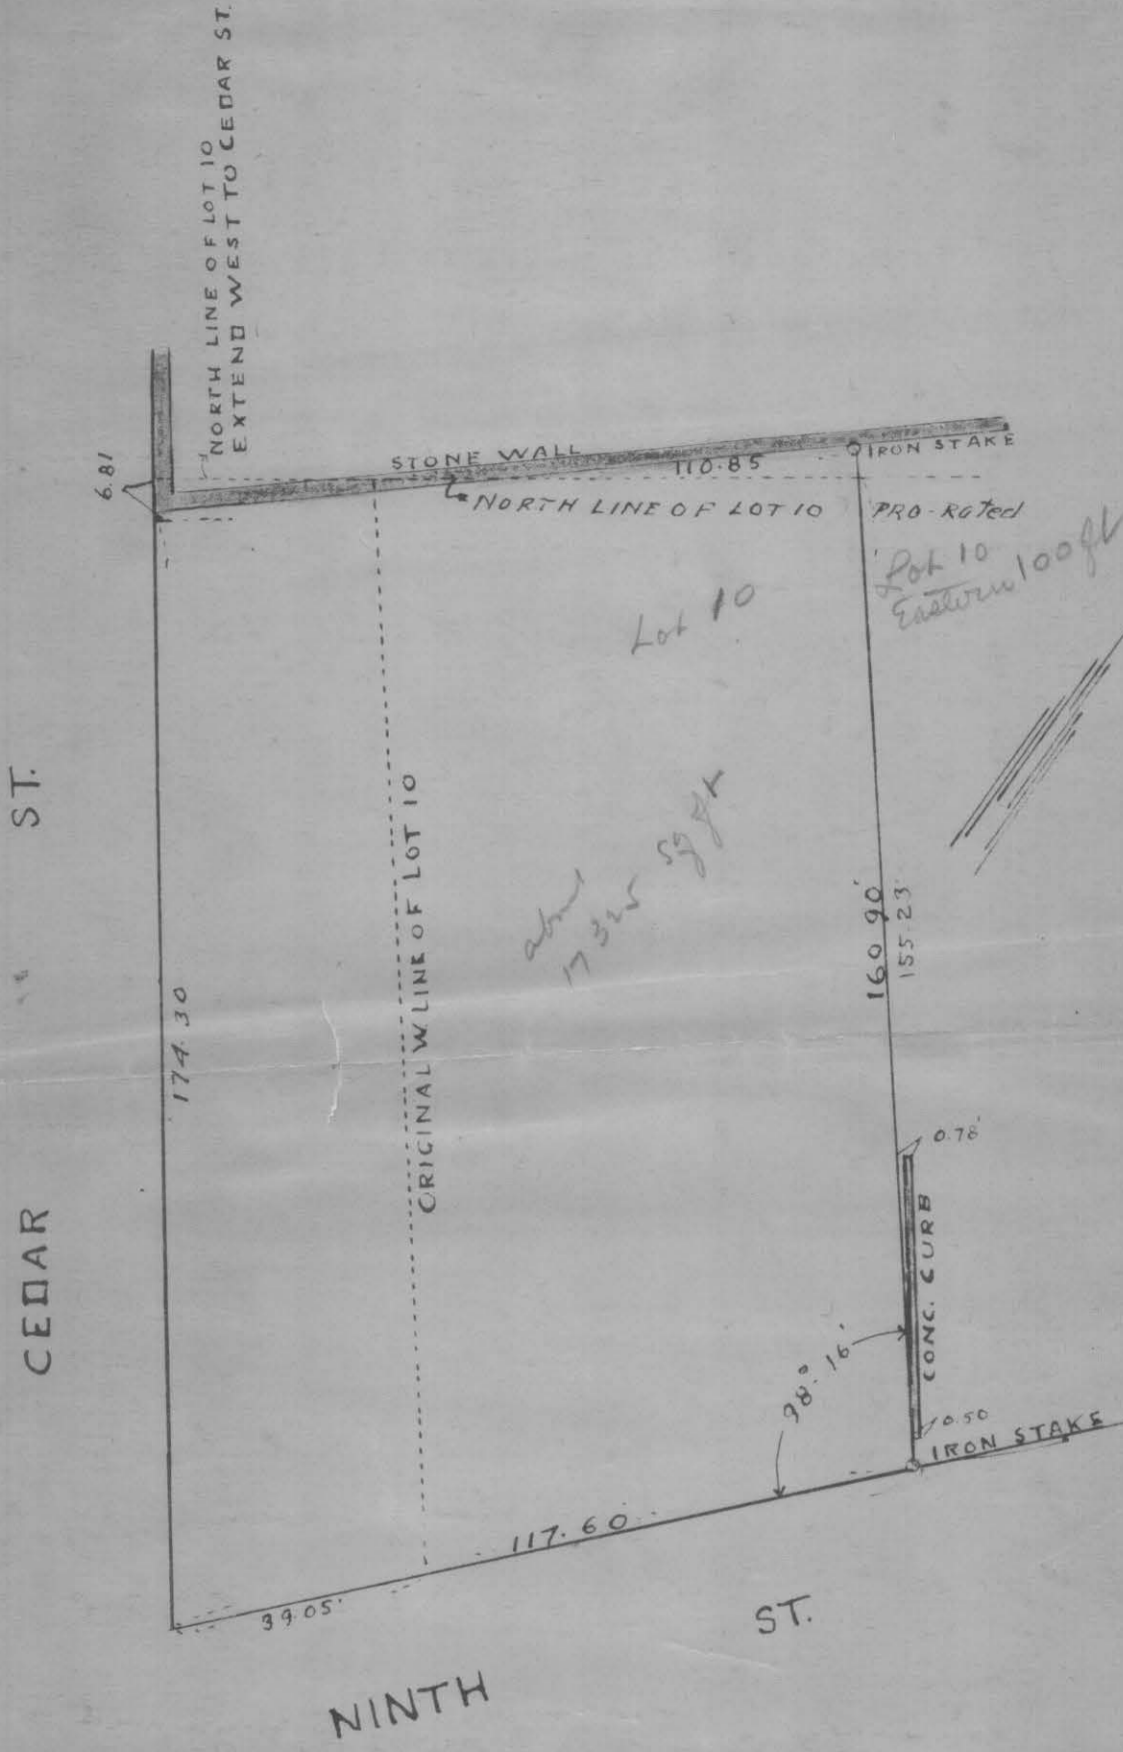 NORTH LINE OF LOT 10
EXTEND WEST TO CEDAR ST.
6.81
STONE WALL
110.85
IRON STAKE
NORTH LINE OF LOT 10
PRO-RATED
Lot 10
Eastern 100 ft
Lot 10
CEDAR ST.
174.30
ORIGINAL W LINE OF LOT 10
about
17325 sq ft
160.90'
155.23'
0.78'
CONC. CURB
98° 16'
0.50
IRON STAKE
117.60
39.05'
NINTH ST.